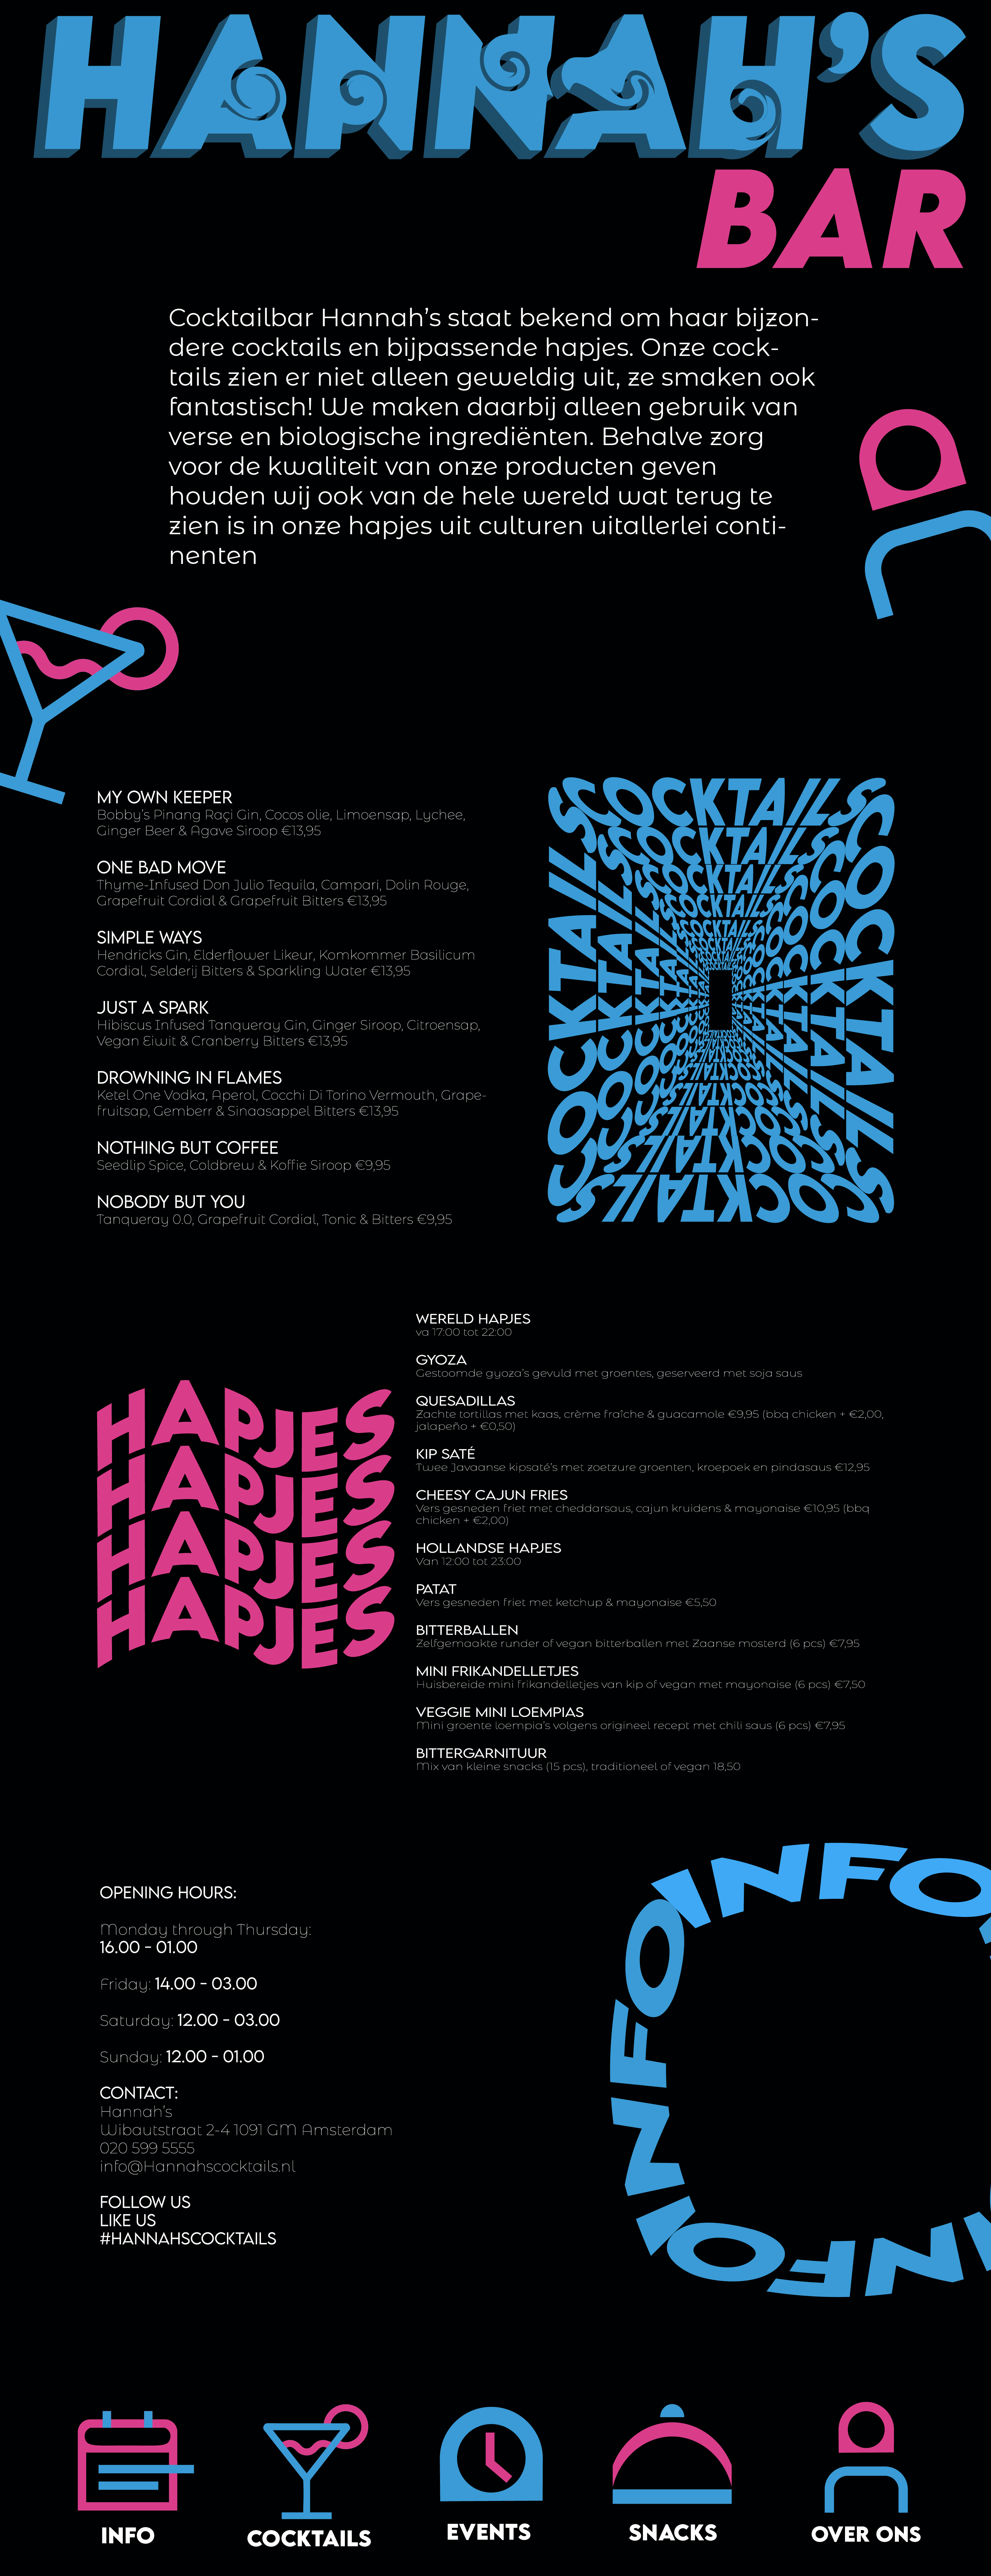 HANNAH'S
BAR
Cocktailbar Hannah's staat bekend om haar bijzon-
dere cocktails en bijpassende hapjes. Onze cock-
tails zien er niet alleen geweldig uit, ze smaken ook
fantastisch! We maken daarbij alleen gebruik van
verse en biologische ingrediënten. Behalve zorg
voor de kwaliteit van onze producten geven
houden wij ook van de hele wereld wat terug te
zien is in onze hapjes uit culturen uitallerlei conti-
nenten
MY OWN KEEPER
Bobby's Pinang Raçi Gin, Cocos olie, Limoensap, Lychee,
Ginger Beer & Agave Siroop €13,95
ONE BAD MOVE
Thyme-Infused Don Julio Tequila, Campari, Dolin Rouge,
Grapefruit Cordial & Grapefruit Bitters €13,95
SIMPLE WAYS
Hendricks Gin, Elderflower Likeur, Komkommer Basilicum
Cordial, Selderij Bitters & Sparkling Water €13,95
JUST A SPARK
Hibiscus Infused Tanqueray Gin, Ginger Siroop, Citroensap,
Vegan Eiwit & Cranberry Bitters €13,95
DROWNING IN FLAMES
Ketel One Vodka, Aperol, Cocchi Di Torino Vermouth, Grape-
fruitsap, Gemberr & Sinaasappel Bitters €13,95
NOTHING BUT COFFEE
Seedlip Spice, Coldbrew & Koffie Siroop €9,95
NOBODY BUT YOU
Tanqueray 0.0, Grapefruit Cordial, Tonic & Bitters €9,95
COCKTAILS
COCKTAILS
COCKTAILS
COCKTAILS
COCKTAILS
COCKTAILS
COCKTAILS
COCKTAILS
HAPJES
HAPJES
HAPJES
HAPJES
WERELD HAPJES
va 17:00 tot 22:00
GYOZA
Gestoomde gyoza's gevuld met groentes, geserveerd met soja saus
QUESADILLAS
Zachte tortillas met kaas, crème fraîche & guacamole €9,95 (bbq chicken + €2,00,
jalapeño + €0,50)
KIP SATÉ
Twee Javaanse kipsaté's met zoetzure groenten, kroepoek en pindasaus €12,95
CHEESY CAJUN FRIES
Vers gesneden friet met cheddarsaus, cajun kruidens & mayonaise €10,95 (bbq
chicken + €2,00)
HOLLANDSE HAPJES
Van 12:00 tot 23:00
PATAT
Vers gesneden friet met ketchup & mayonaise €5,50
BITTERBALLEN
Zelfgemaakte runder of vegan bitterballen met Zaanse mosterd (6 pcs) €7,95
MINI FRIKANDELLETJES
Huisbereide mini frikandelletjes van kip of vegan met mayonaise (6 pcs) €7,50
VEGGIE MINI LOEMPIAS
Mini groente loempia's volgens origineel recept met chili saus (6 pcs) €7,95
BITTERGARNITUUR
Mix van kleine snacks (15 pcs), traditioneel of vegan 18,50
OPENING HOURS:
Monday through Thursday:
16.00 - 01.00
Friday: 14.00 - 03.00
Saturday: 12.00 - 03.00
Sunday: 12.00 - 01.00
CONTACT:
Hannah's
Wibautstraat 2-4 1091 GM Amsterdam
020 599 5555
info@Hannahscocktails.nl
FOLLOW US
LIKE US
#HANNAHSCOCKTAILS
INFO
INFO
INFO
INFO
COCKTAILS
EVENTS
SNACKS
OVER ONS